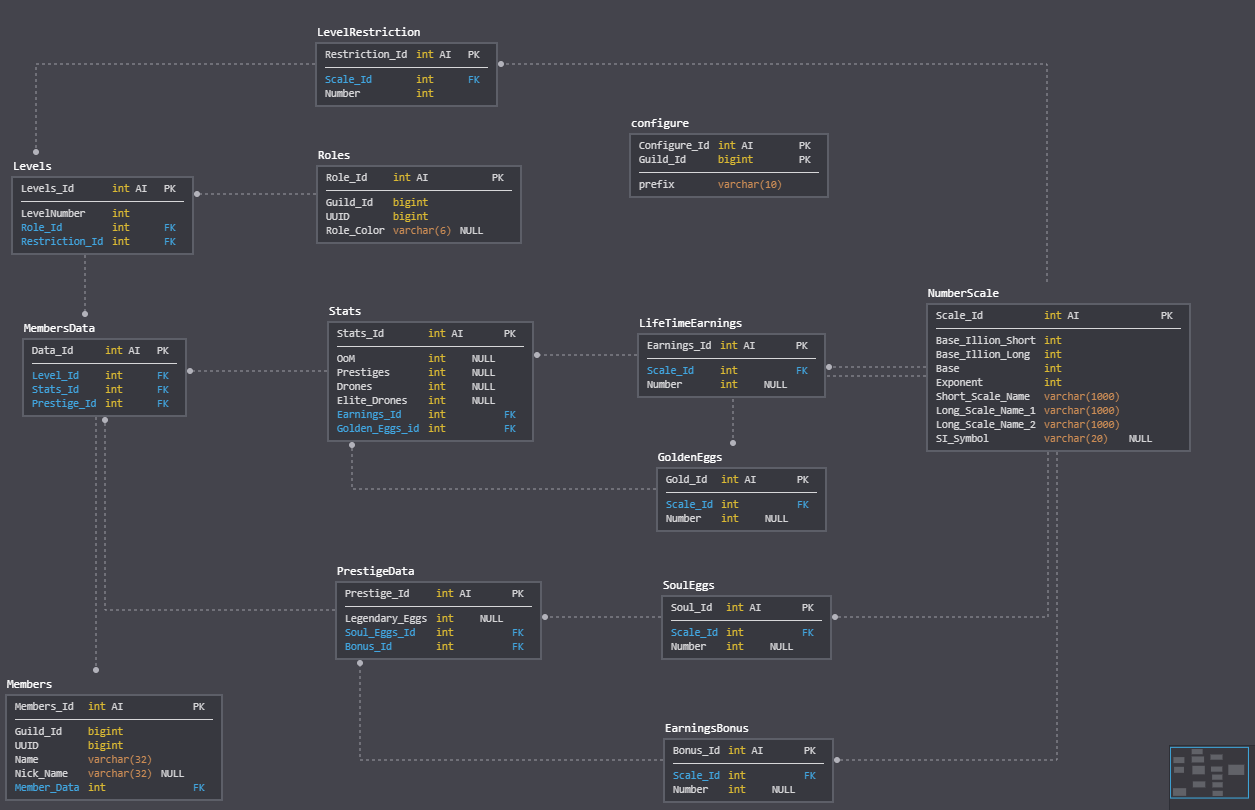 LevelRestriction
Restriction_Id int AI PK
Scale_Id int FK
Number int
configure
Configure_Id int AI PK
Guild_Id bigint PK
prefix varchar(10)
Levels
Levels_Id int AI PK
LevelNumber int
Role_Id int FK
Restriction_Id int FK
Roles
Role_Id int AI PK
Guild_Id bigint
UUID bigint
Role_Color varchar(6) NULL
MembersData
Data_Id int AI PK
Level_Id int FK
Stats_Id int FK
Prestige_Id int FK
Stats
Stats_Id int AI PK
OoM int NULL
Prestiges int NULL
Drones int NULL
Elite_Drones int NULL
Earnings_Id int FK
Golden_Eggs_id int FK
LifeTimeEarnings
Earnings_Id int AI PK
Scale_Id int FK
Number int NULL
NumberScale
Scale_Id int AI PK
Base_Illion_Short int
Base_Illion_Long int
Base int
Exponent int
Short_Scale_Name varchar(1000)
Long_Scale_Name_1 varchar(1000)
Long_Scale_Name_2 varchar(1000)
SI_Symbol varchar(20) NULL
GoldenEggs
Gold_Id int AI PK
Scale_Id int FK
Number int NULL
PrestigeData
Prestige_Id int AI PK
Legendary_Eggs int NULL
Soul_Eggs_Id int FK
Bonus_Id int FK
SoulEggs
Soul_Id int AI PK
Scale_Id int FK
Number int NULL
Members
Members_Id int AI PK
Guild_Id bigint
UUID bigint
Name varchar(32)
Nick_Name varchar(32) NULL
Member_Data int FK
EarningsBonus
Bonus_Id int AI PK
Scale_Id int FK
Number int NULL